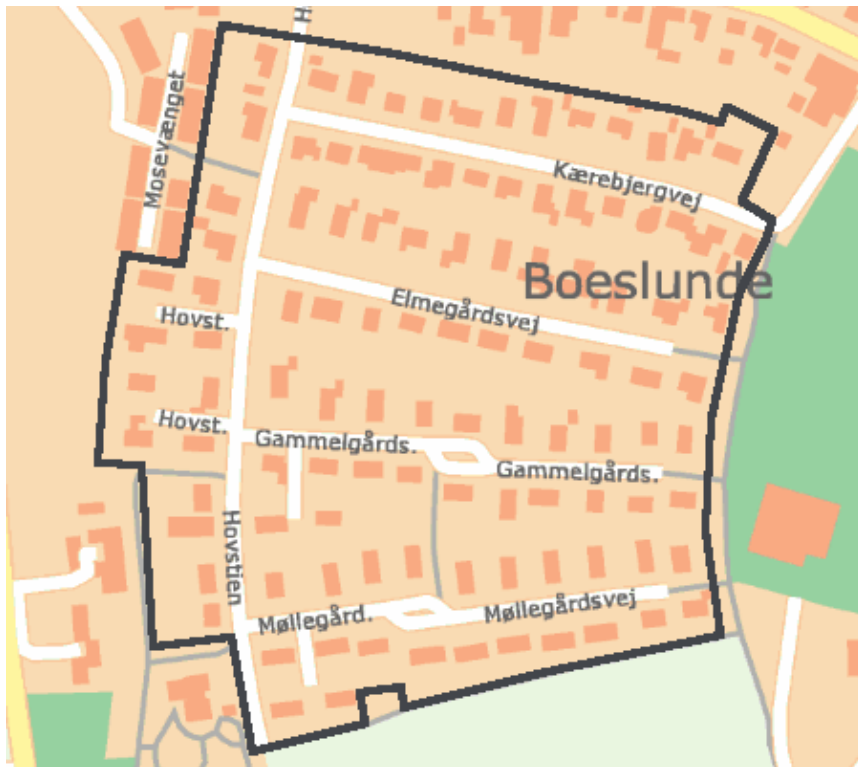 H
Mosevænget
Kærebjergvej
Boeslunde
Hovst.
Elmegårdsvej
Hovst.
Gammelgårds.
Gammelgårds.
Hovstien
Møllegård.
Møllegårdsvej